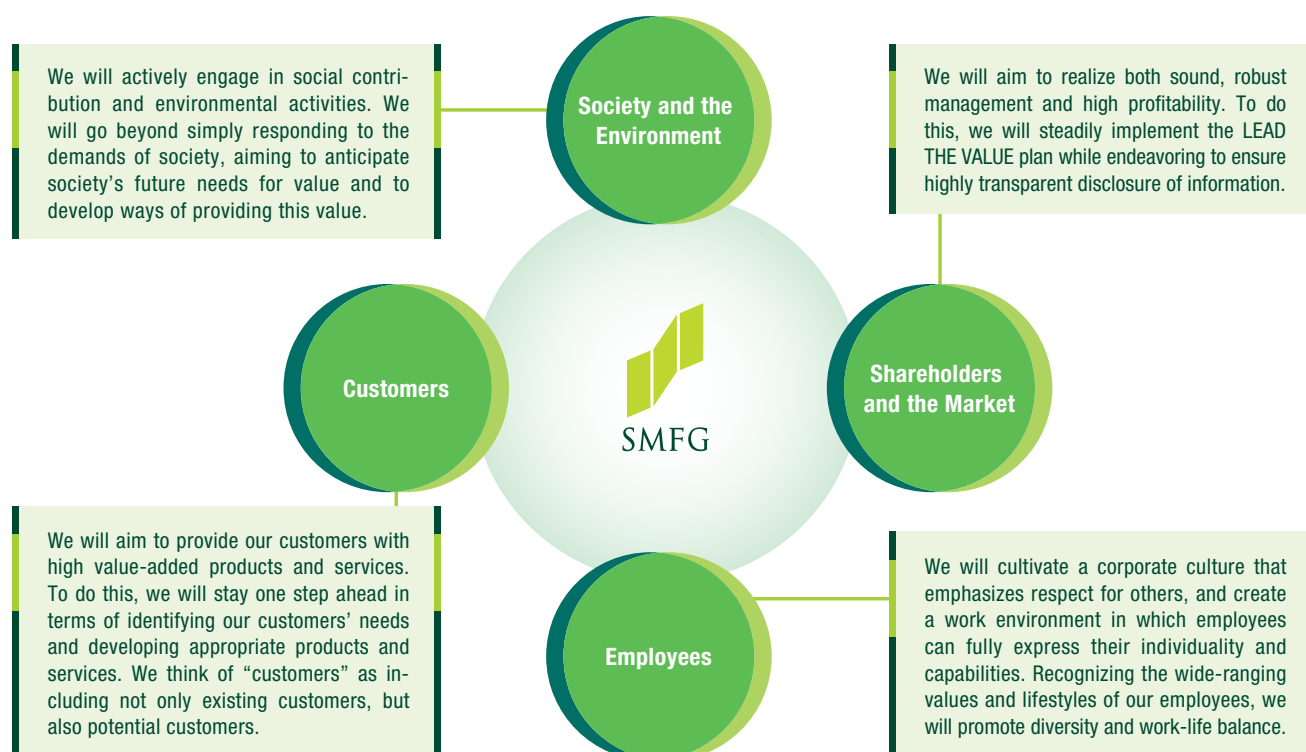 We will actively engage in social contri-
bution and environmental activities. We
will go beyond simply responding to the
demands of society, aiming to anticipate
society’s future needs for value and to
develop ways of providing this value.
Society and the
Environment
We will aim to realize both sound, robust
management and high profitability. To do
this, we will steadily implement the LEAD
THE VALUE plan while endeavoring to ensure
highly transparent disclosure of information.
Customers
SMFG
Shareholders
and the Market
We will aim to provide our customers with
high value-added products and services.
To do this, we will stay one step ahead in
terms of identifying our customers’ needs
and developing appropriate products and
services. We think of “customers” as in-
cluding not only existing customers, but
also potential customers.
Employees
We will cultivate a corporate culture that
emphasizes respect for others, and create
a work environment in which employees
can fully express their individuality and
capabilities. Recognizing the wide-ranging
values and lifestyles of our employees, we
will promote diversity and work-life balance.